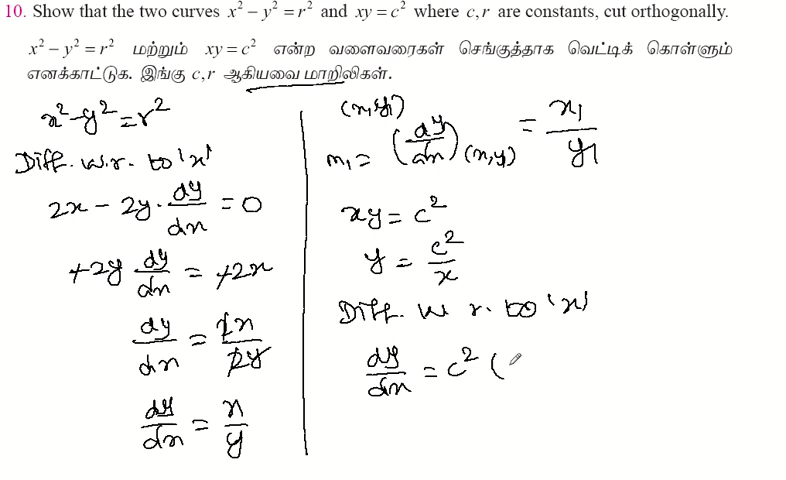 10. Show that the two curves x² − y² = r² and xy = c² where c, r are constants, cut orthogonally.
x² − y² = r² மற்றும் xy = c² என்ற வளைவரைகள் செங்குத்தாக வெட்டிக் கொள்ளும்
எனக்காட்டுக. இங்கு c, r ஆகியவை மாறிலிகள்.
x² − y² = r²
Diff. w.r. to 'x'
2x − 2y · dy/dx = 0
+2y dy/dx = +2x
dy/dx = 2x/2y
dy/dx = x/y
(x₁, y₁)
m₁ = (dy/dx)(x₁, y₁) = x₁/y₁
xy = c²
y = c²/x
Diff. w r. to 'x'
dy/dx = c² (